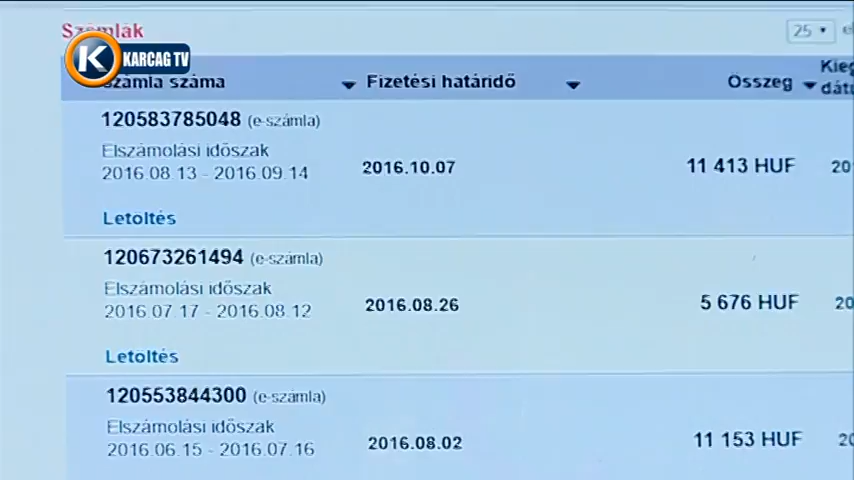 Számlák
25
K KARCAG TV
Számla száma Fizetési határidő Összeg
120583785048 (e-számla)
Elszámolási időszak
2016.08.13 - 2016.09.14 2016.10.07 11 413 HUF
Letöltés
120673261494 (e-számla)
Elszámolási időszak
2016.07.17 - 2016.08.12 2016.08.26 5 676 HUF
Letöltés
120553844300 (e-számla)
Elszámolási időszak
2016.06.15 - 2016.07.16 2016.08.02 11 153 HUF